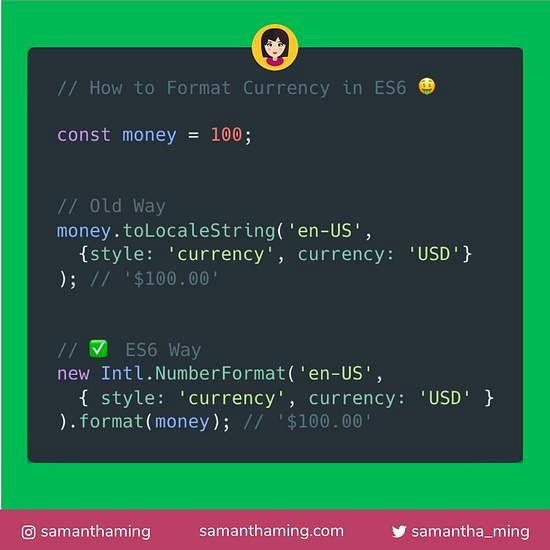 // How to Format Currency in ES6 🤑
const money = 100;
// Old Way
money.toLocaleString('en-US',
{style: 'currency', currency: 'USD'}
); // '$100.00'
// ✅ ES6 Way
new Intl.NumberFormat('en-US',
{ style: 'currency', currency: 'USD' }
).format(money); // '$100.00'
samanthaming samanthaming.com samantha_ming